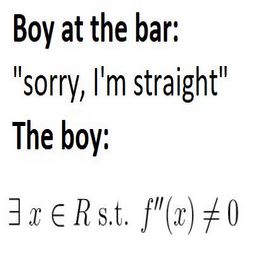 Boy at the bar:
"sorry, I'm straight"
The boy:
∃ x ∈ R s.t. f″(x) ≠ 0